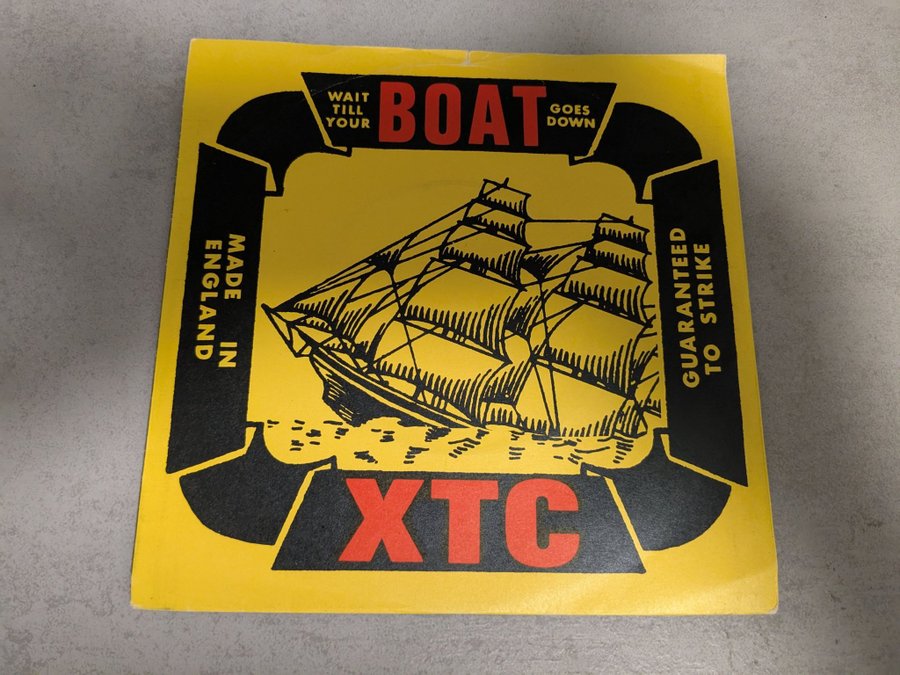 WAIT
TILL
YOUR
BOAT
GOES
DOWN
MADE IN
ENGLAND
GUARANTEED
TO STRIKE
XTC